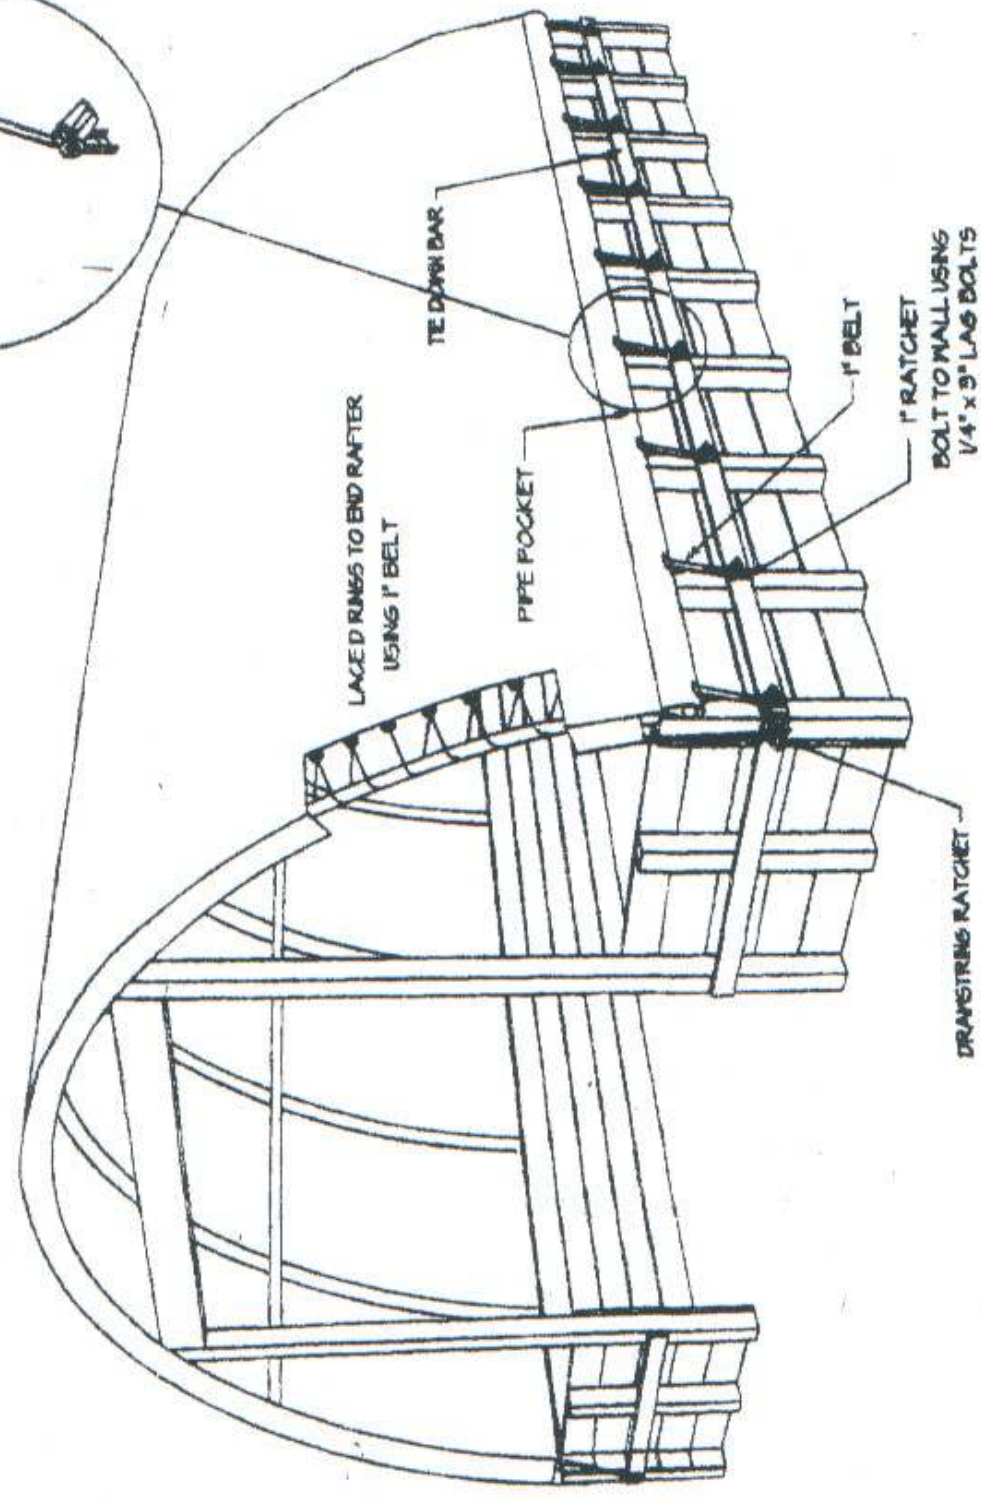 LACED RINGS TO END RAFTER
USING 1" BELT
TIE DOWN BAR
PIPE POCKET
1" BELT
1" RATCHET
BOLT TO WALL USING
1/4" x 3" LAG BOLTS
DRAWSTRING RATCHET